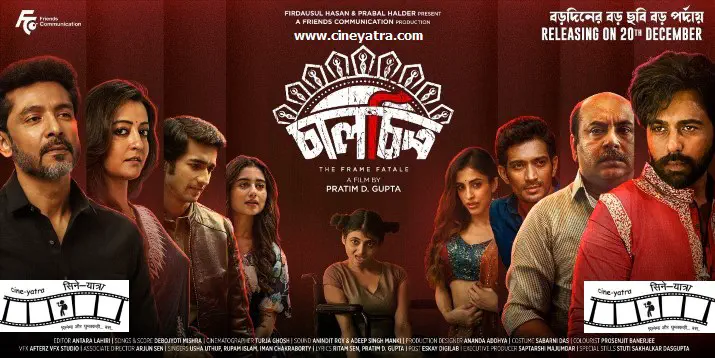 Friends
Communication
FIRDAUSUL HASAN & PRABAL HALDER PRESENT
A FRIENDS COMMUNICATION PRODUCTION
www.cineyatra.com
বড়দিনের বড় ছবি বড় পর্দায়
RELEASING ON 20TH DECEMBER
চালচিত্র
THE FRAME FATALE
A FILM BY
PRATIM D. GUPTA
cine-yatra
सिने-यात्रा
cine-yatra
सिने-यात्रा
EDITOR ANTARA LAHIRI | SONGS & SCORE DEBOJYOTI MISHRA | CINEMATOGRAPHER TURJA GHOSH | SOUND ANINDIT ROY & ADEEP SINGH MANKI | PRODUCTION DESIGNER ANANDA ADDHYA | COSTUME SABARNI DAS | COLOURIST PROSENJIT BANERJEE
VFX AFTERZ VFX STUDIO | ASSOCIATE DIRECTOR ARJUN SEN | SINGERS USHA UTHUP, RUPAM ISLAM, IMAN CHAKRABORTY | LYRICS RITAM SEN, PRATIM D. GUPTA | POST ESKAY DIGILAB | EXECUTIVE PRODUCER SAPTARSHI MAJUMDAR | SPECIAL STILLS STUTI SAKHALKAR DASGUPTA